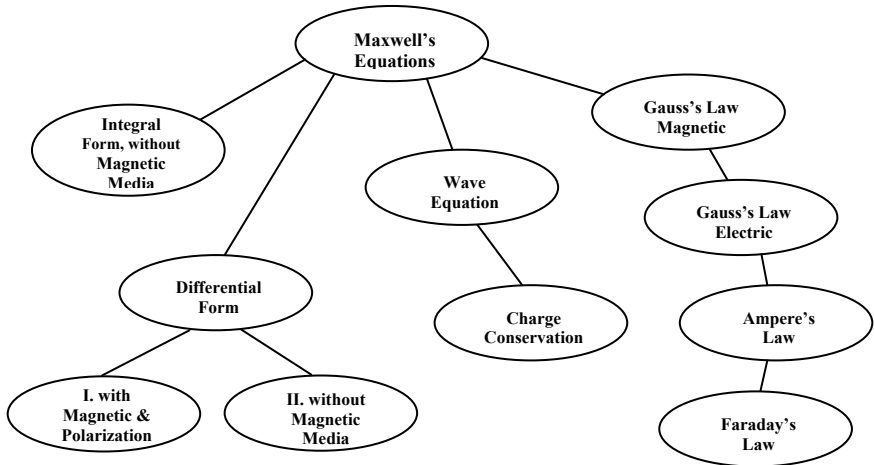 Maxwell’s
Equations
Integral
Form, without
Magnetic
Media
Gauss’s Law
Magnetic
Wave
Equation
Gauss’s Law
Electric
Differential
Form
Charge
Conservation
Ampere’s
Law
I. with
Magnetic &
Polarization
II. without
Magnetic
Media
Faraday’s
Law